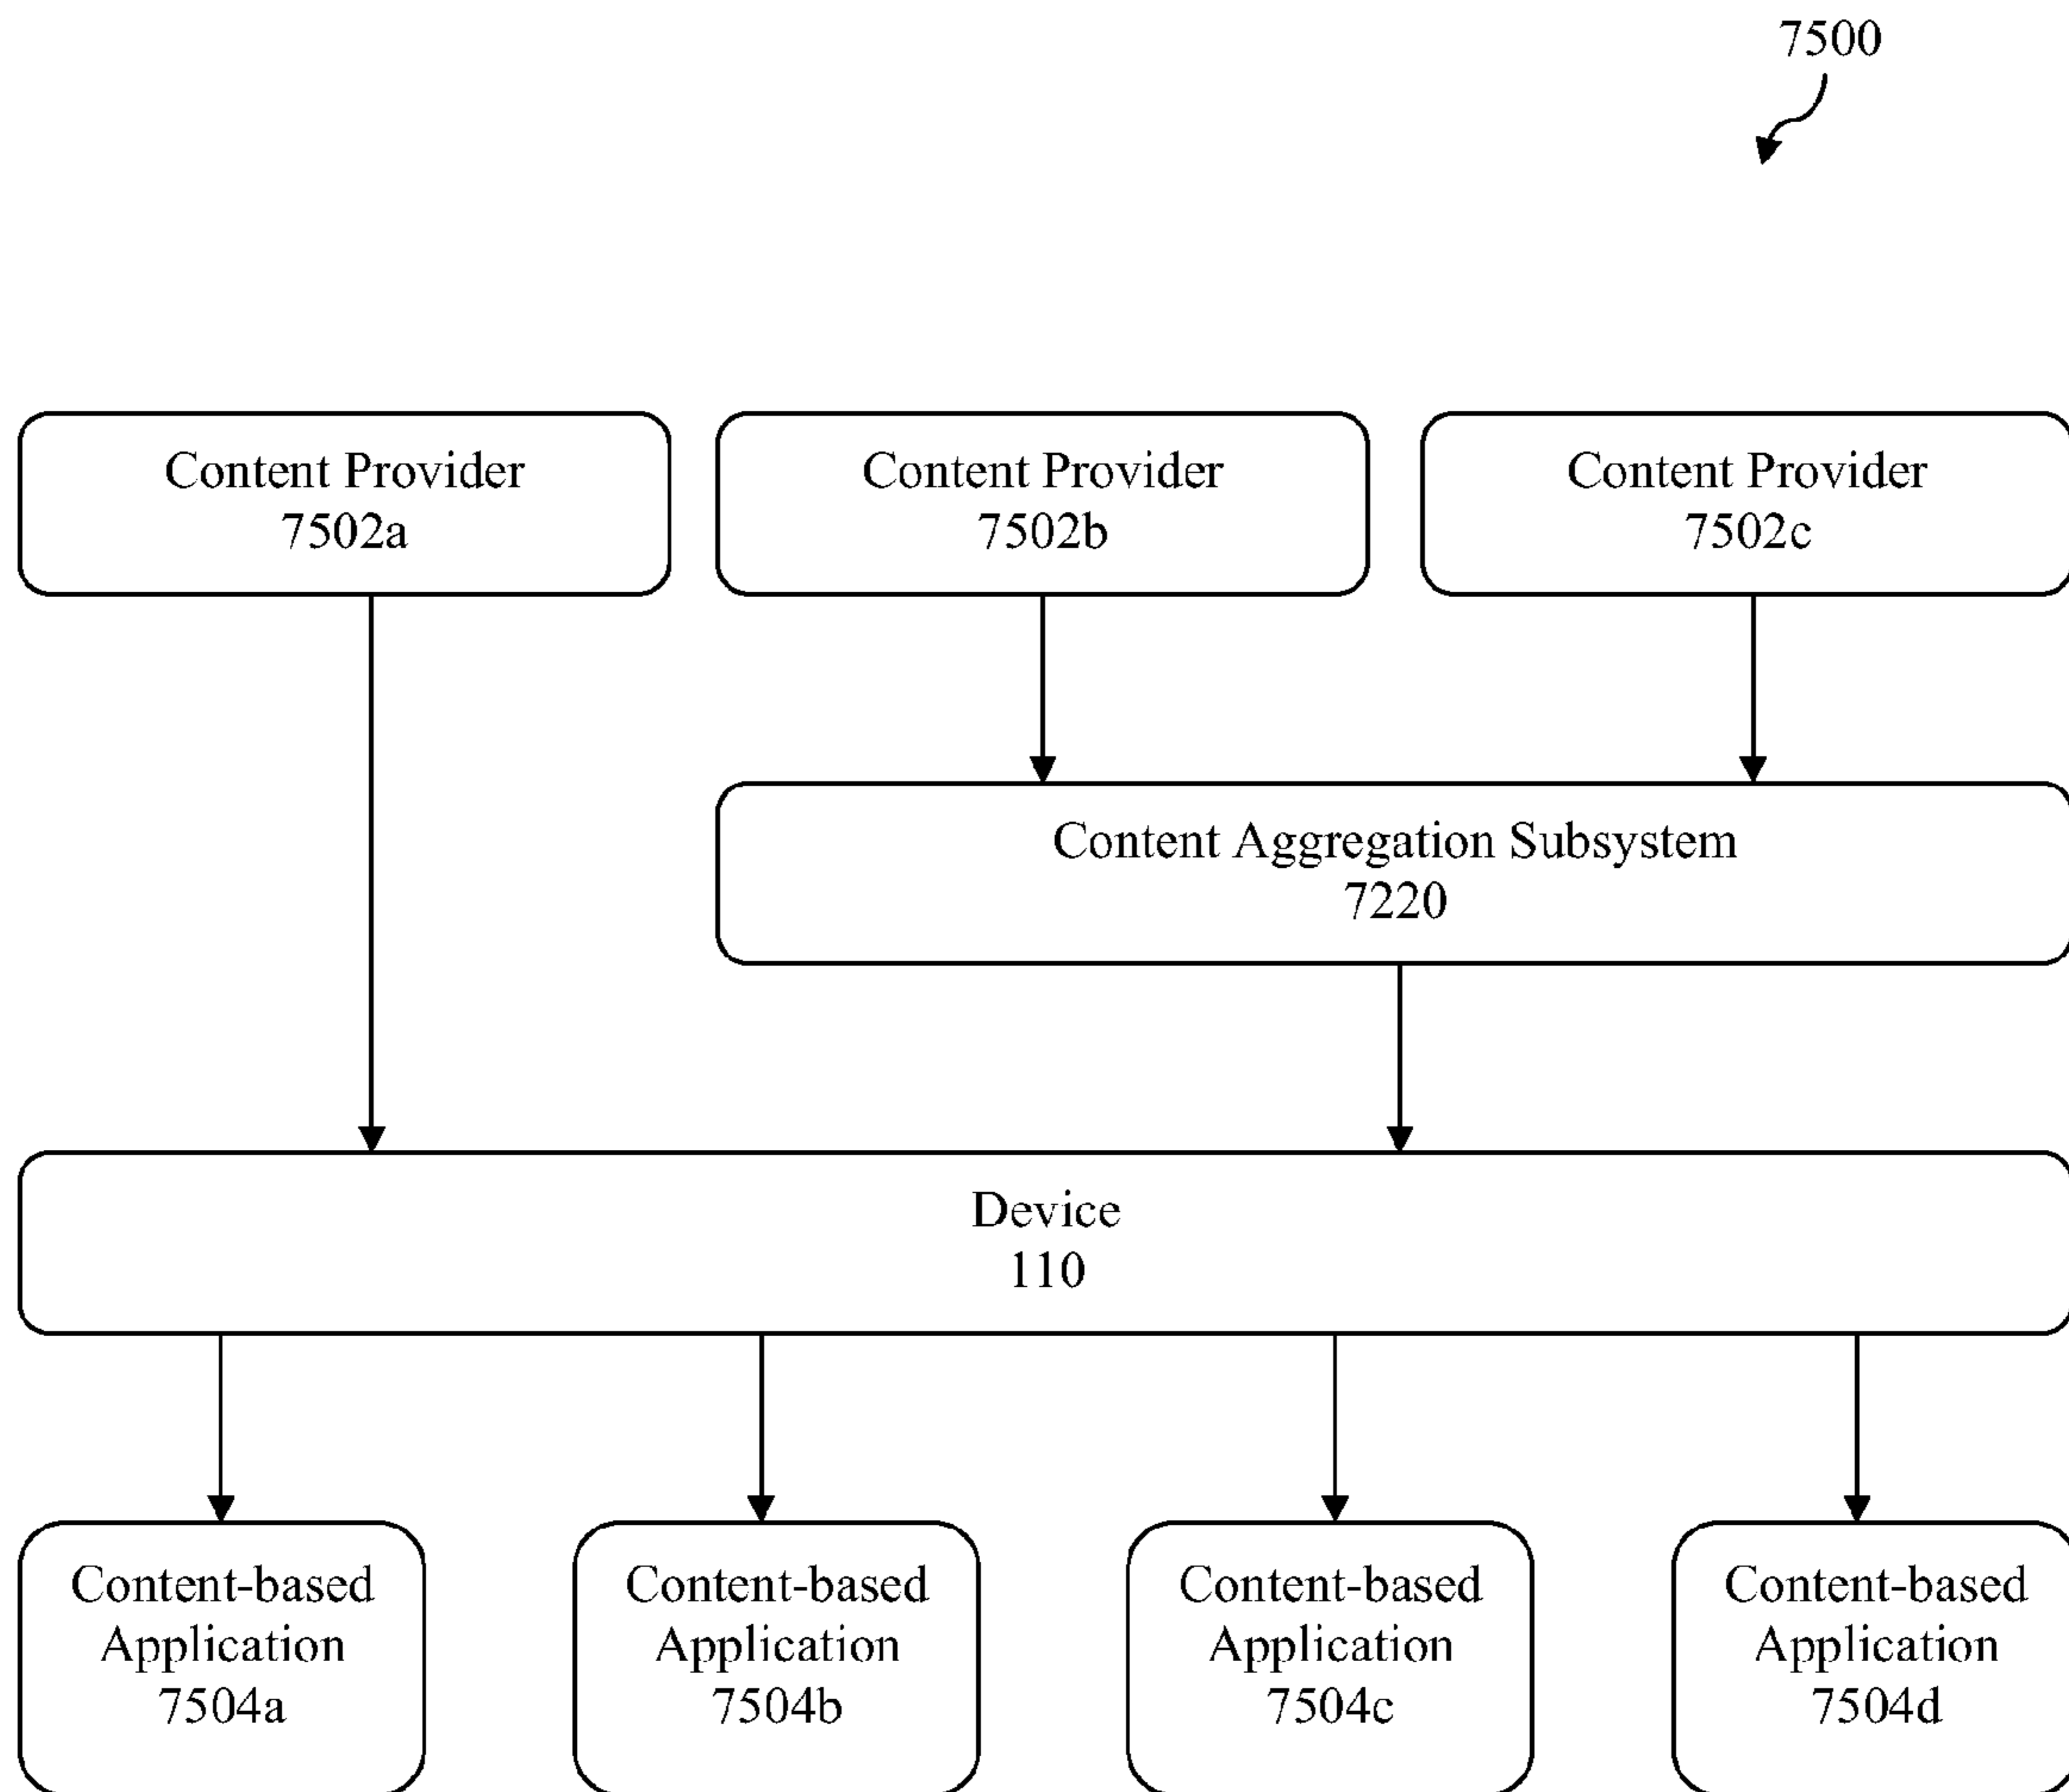 7500
Content Provider
7502a
Content Provider
7502b
Content Provider
7502c
Content Aggregation Subsystem
7220
Device
110
Content-based
Application
7504a
Content-based
Application
7504b
Content-based
Application
7504c
Content-based
Application
7504d